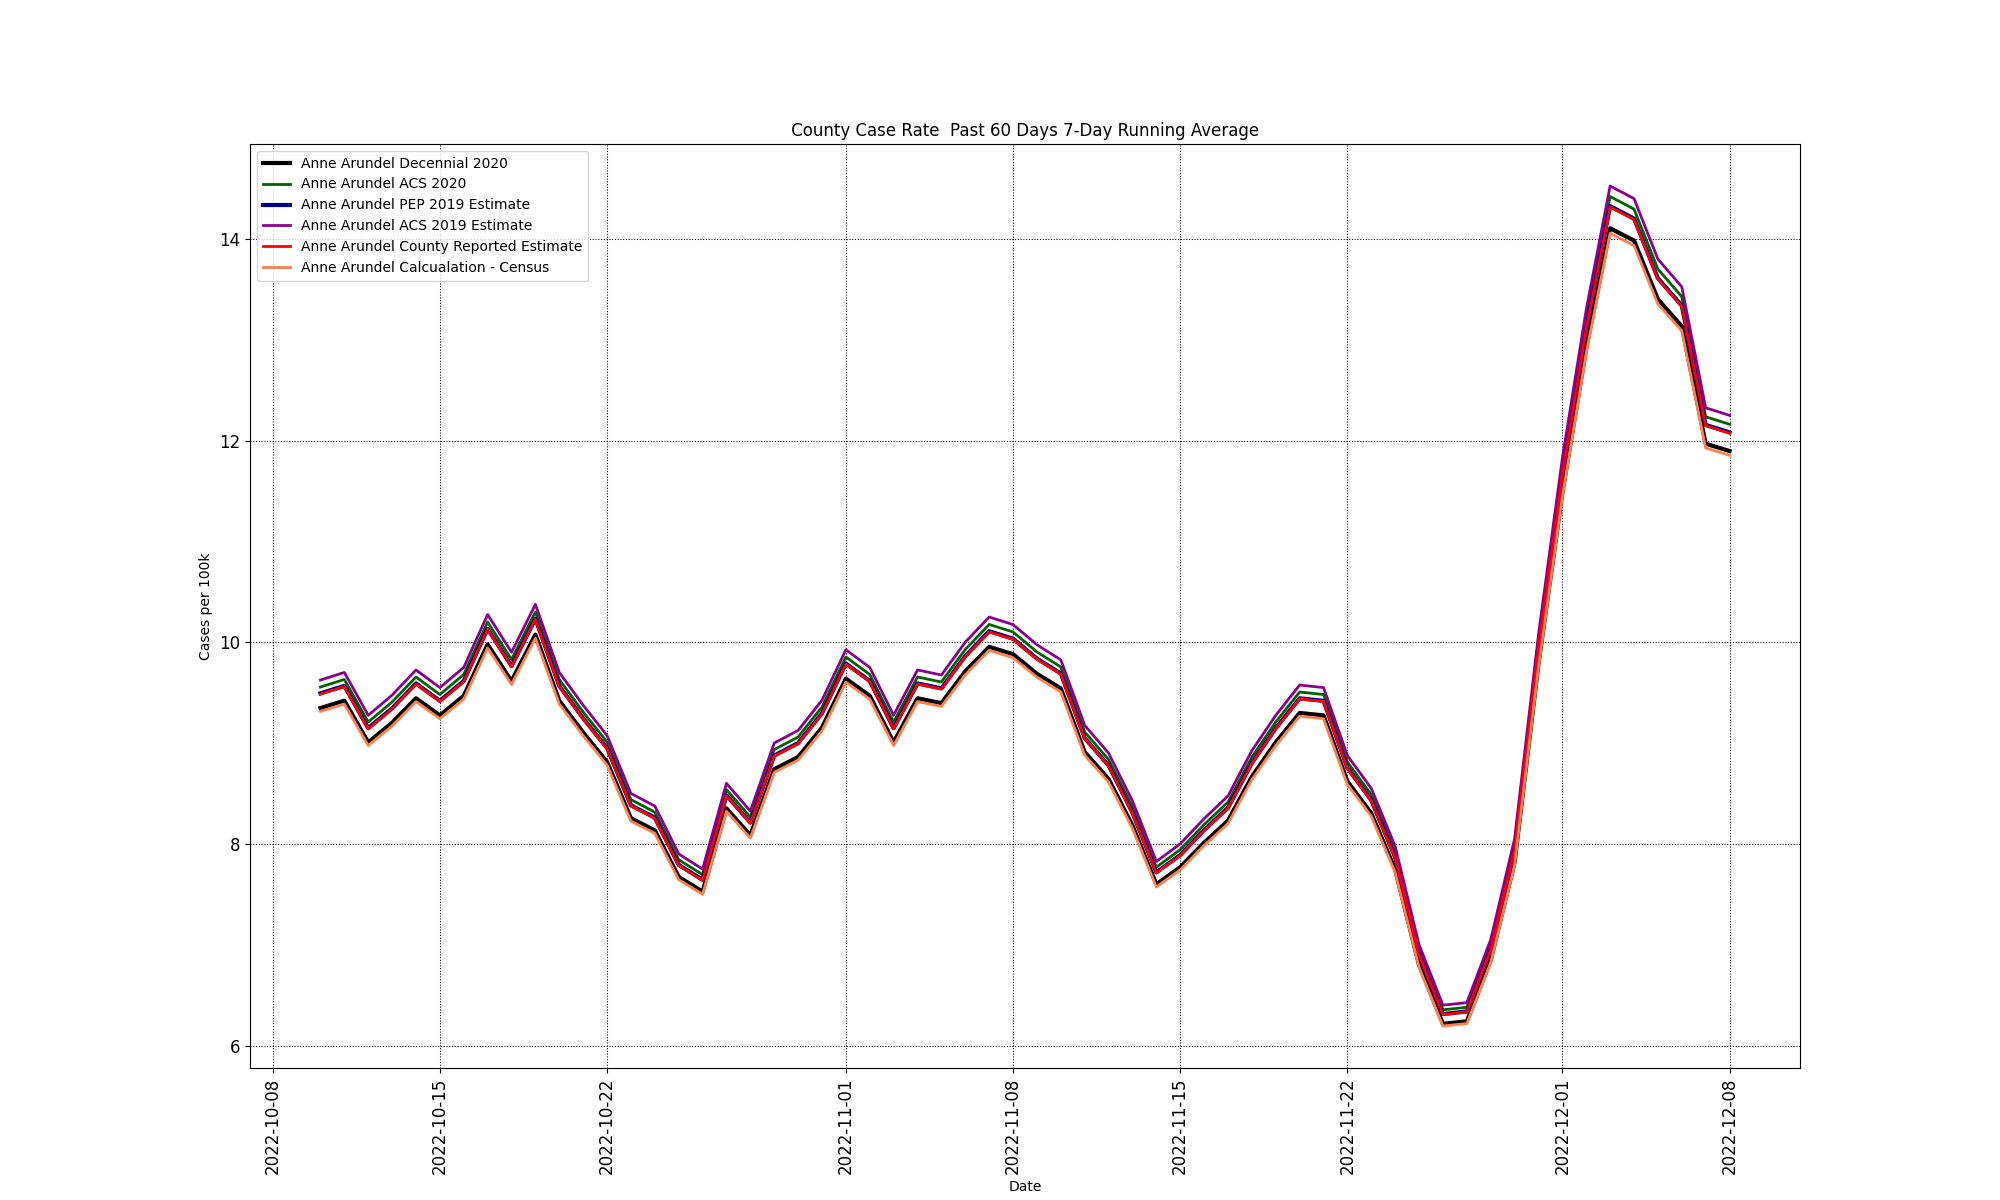 County Case Rate  Past 60 Days 7-Day Running Average
Anne Arundel Decennial 2020
Anne Arundel ACS 2020
Anne Arundel PEP 2019 Estimate
Anne Arundel ACS 2019 Estimate
Anne Arundel County Reported Estimate
Anne Arundel Calcualation - Census
Cases per 100k
14
12
10
8
6
2022-10-08
2022-10-15
2022-10-22
2022-11-01
2022-11-08
2022-11-15
2022-11-22
2022-12-01
2022-12-08
Date